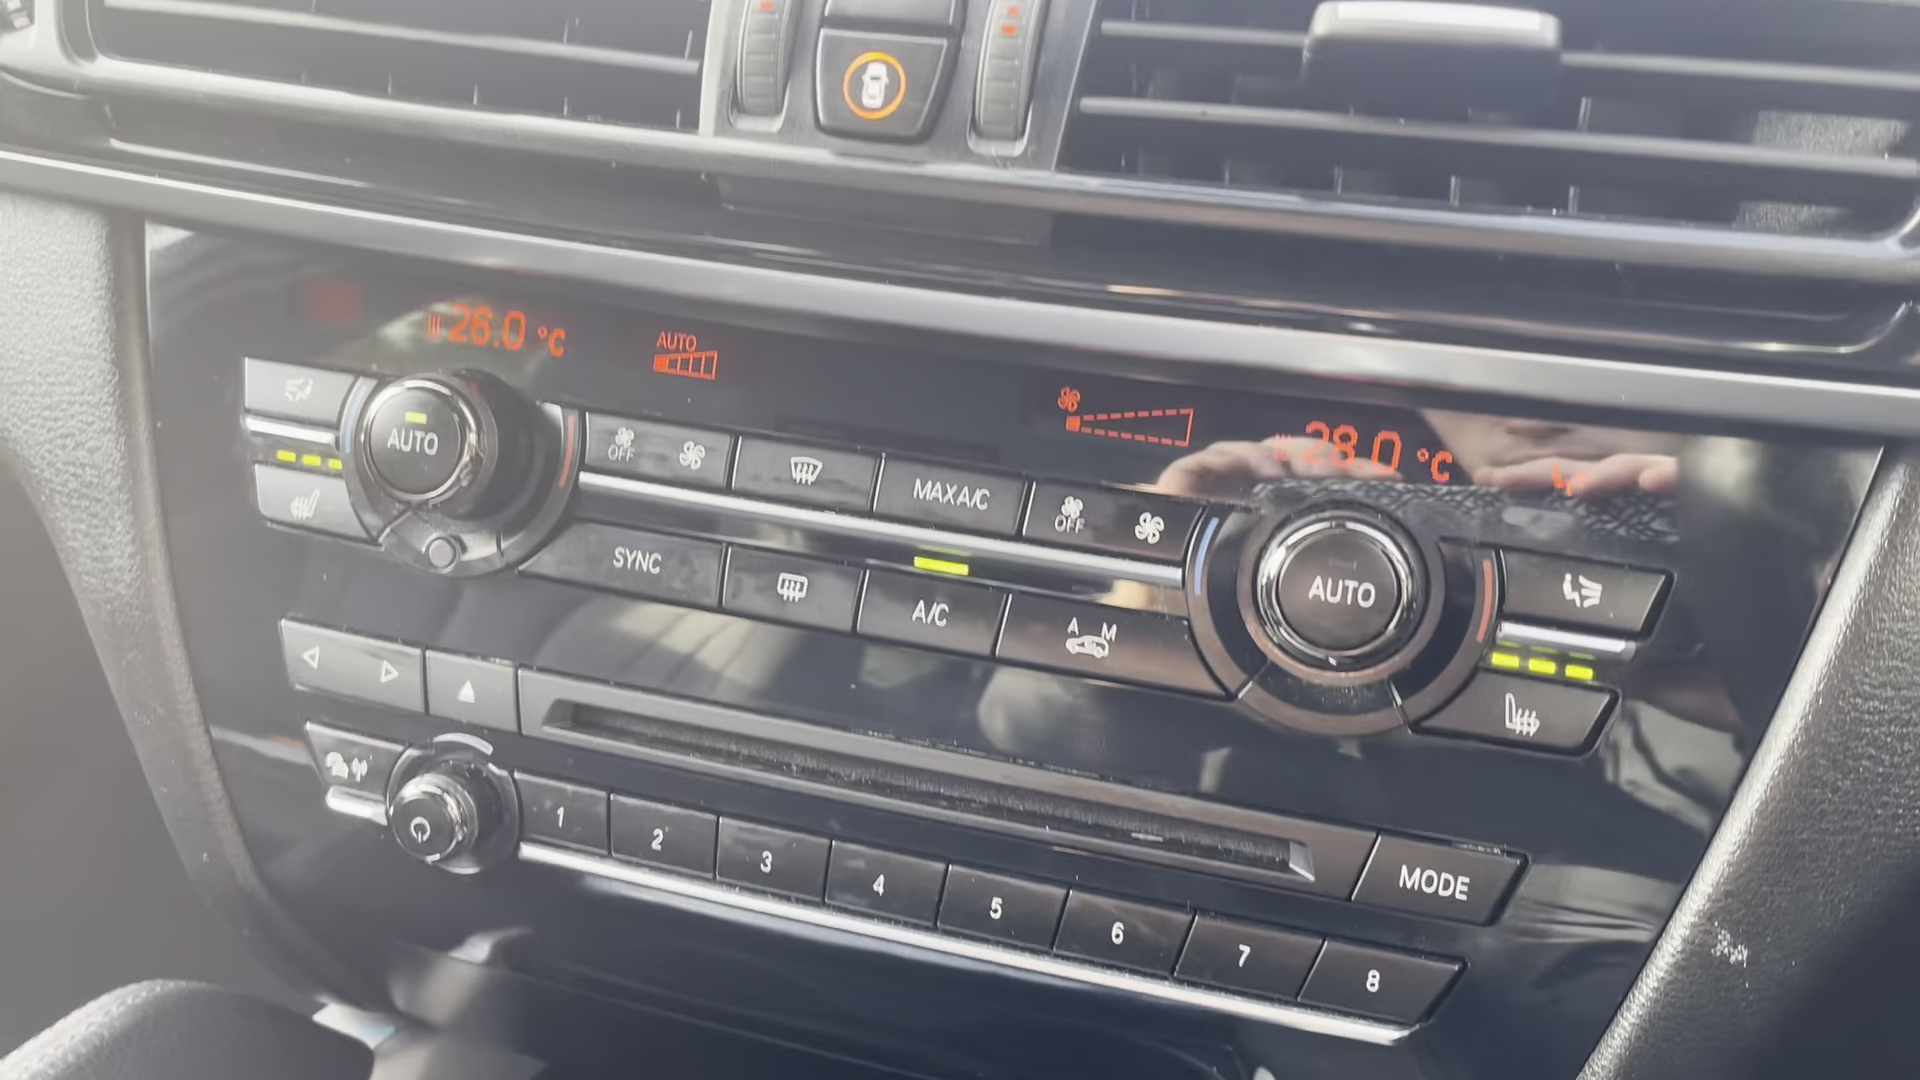 26.0 °C
AUTO
28.0 °C
AUTO
OFF
MAX A/C
OFF
SYNC
A/C
A M
AUTO
1
2
3
4
5
6
7
8
MODE